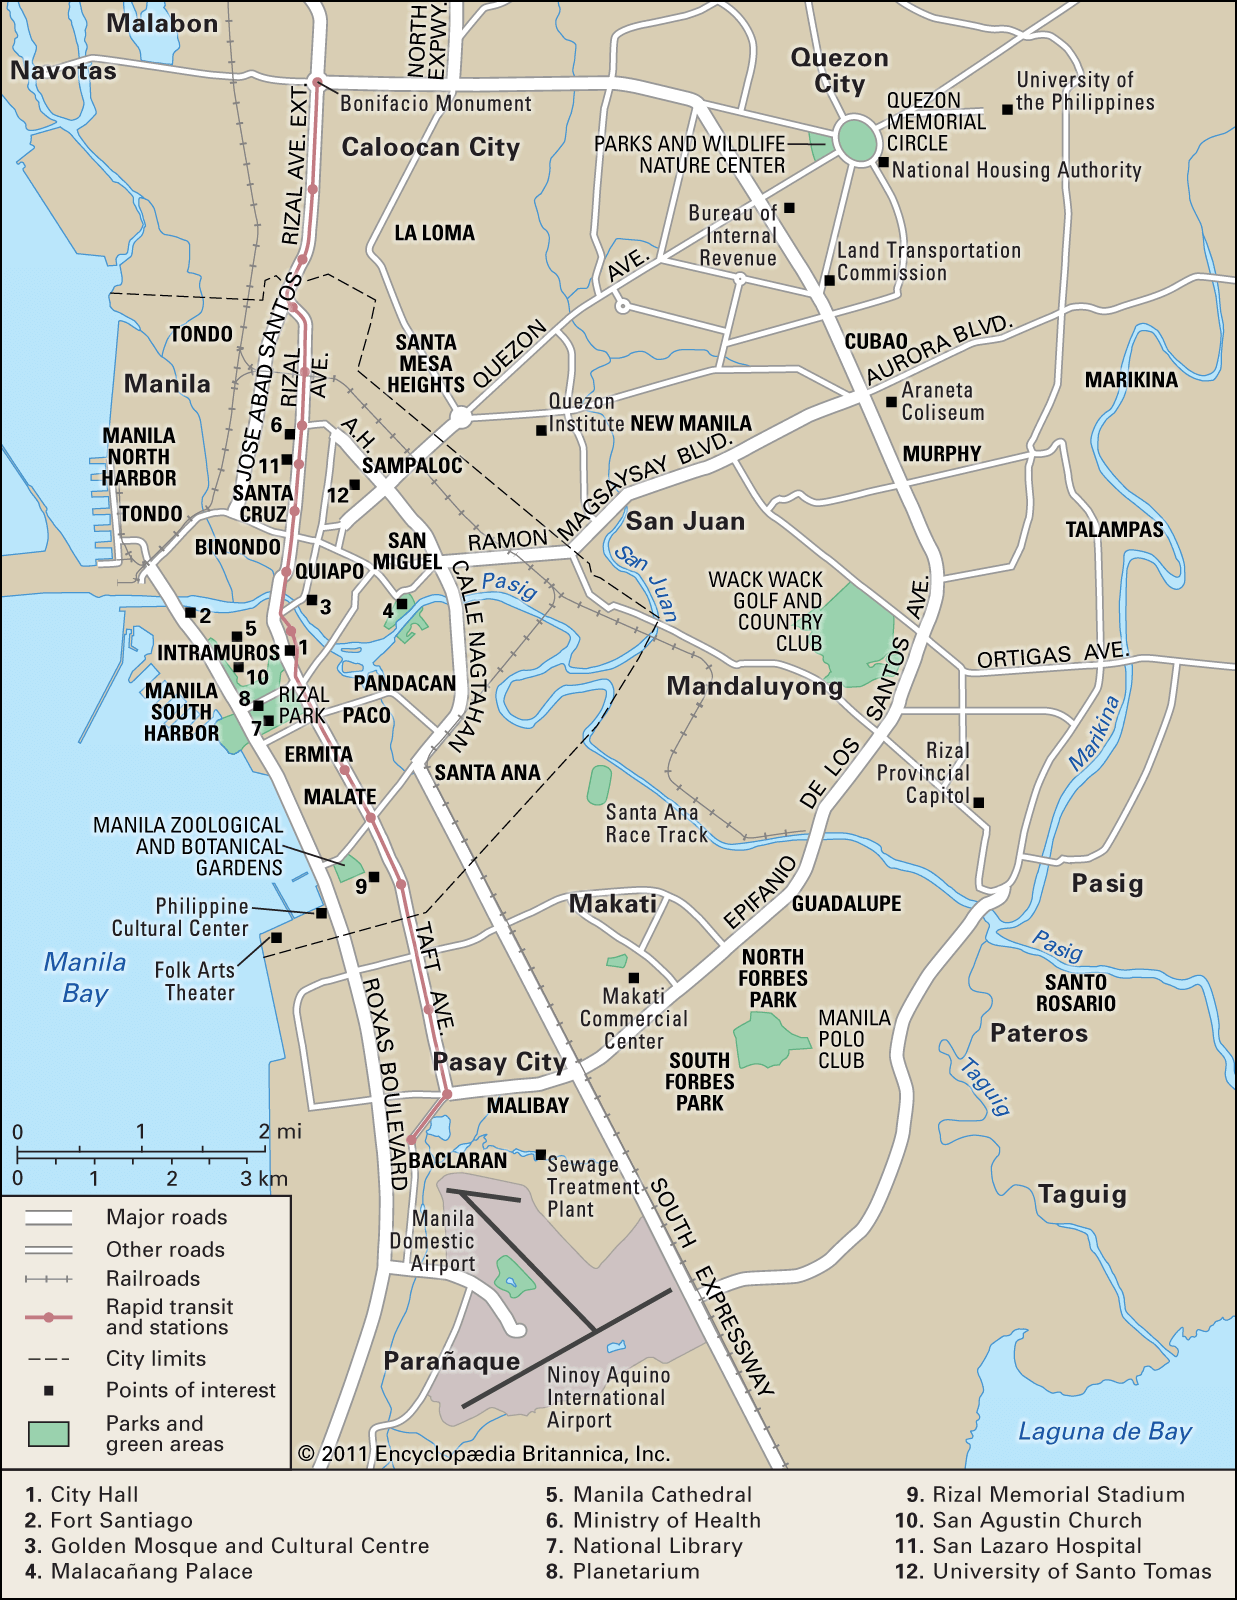 Malabon
NORTH
EXPWY.
Navotas
Quezon
City
University of
the Philippines
Bonifacio Monument
QUEZON
MEMORIAL
CIRCLE
RIZAL AVE. EXT.
Caloocan City
PARKS AND WILDLIFE
NATURE CENTER
National Housing Authority
LA LOMA
Bureau of
Internal
Revenue
Land Transportation
Commission
AVE.
QUEZON
TONDO
JOSE ABAD SANTOS
RIZAL
AVE.
SANTA
MESA
HEIGHTS
CUBAO
AURORA BLVD.
Manila
MARIKINA
Araneta
Coliseum
Quezon
Institute
NEW MANILA
MANILA
NORTH
HARBOR
6
A.H.
11
SAMPALOC
MAGSAYSAY BLVD.
MURPHY
12
SANTA
CRUZ
TONDO
San Juan
TALAMPAS
BINONDO
SAN
MIGUEL
RAMON
QUIAPO
San Juan
Pasig
WACK WACK
GOLF AND
COUNTRY
CLUB
CALLE NAGTAHAN
2
3
4
5
INTRAMUROS
1
10
ORTIGAS AVE.
MANILA
SOUTH
HARBOR
8
RIZAL
PARK
7
PANDACAN
PACO
Mandaluyong
SANTOS AVE.
ERMITA
Marikina
SANTA ANA
DE LOS
Rizal
Provincial
Capitol
MALATE
Santa Ana
Race Track
MANILA ZOOLOGICAL
AND BOTANICAL
GARDENS
9
EPIFANIO
Pasig
Philippine
Cultural Center
Makati
GUADALUPE
Folk Arts
Theater
TAFT AVE.
Manila
Bay
Pasig
NORTH
FORBES
PARK
SANTO
ROSARIO
Makati
Commercial
Center
MANILA
POLO
CLUB
Pateros
ROXAS BOULEVARD
Pasay City
SOUTH
FORBES
PARK
Taguig
MALIBAY
0 1 2 mi
0 1 2 3 km
BACLARAN
Sewage
Treatment
Plant
Taguig
SOUTH EXPRESSWAY
Manila
Domestic
Airport
Major roads
Other roads
Railroads
Rapid transit
and stations
City limits
Points of interest
Parks and
green areas
Parañaque
Ninoy Aquino
International
Airport
Laguna de Bay
© 2011 Encyclopædia Britannica, Inc.
1. City Hall
2. Fort Santiago
3. Golden Mosque and Cultural Centre
4. Malacañang Palace
5. Manila Cathedral
6. Ministry of Health
7. National Library
8. Planetarium
9. Rizal Memorial Stadium
10. San Agustin Church
11. San Lazaro Hospital
12. University of Santo Tomas